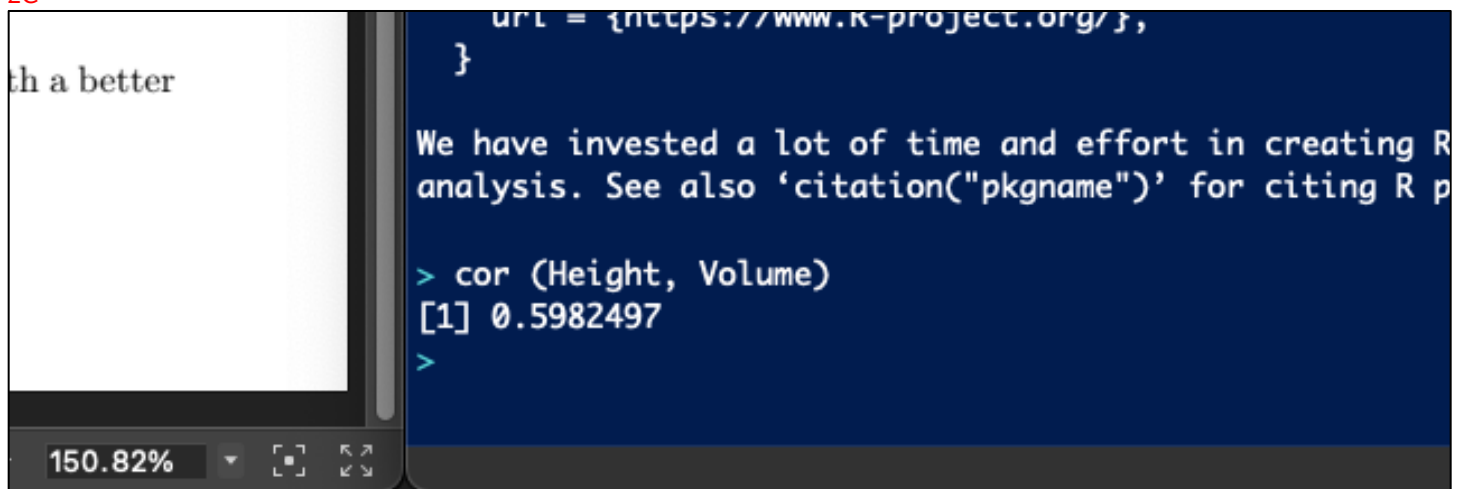 th a better
150.82%
url = {https://www.R-project.org/},
}
We have invested a lot of time and effort in creating R
analysis. See also ‘citation("pkgname")’ for citing R p
> cor (Height, Volume)
[1] 0.5982497
>